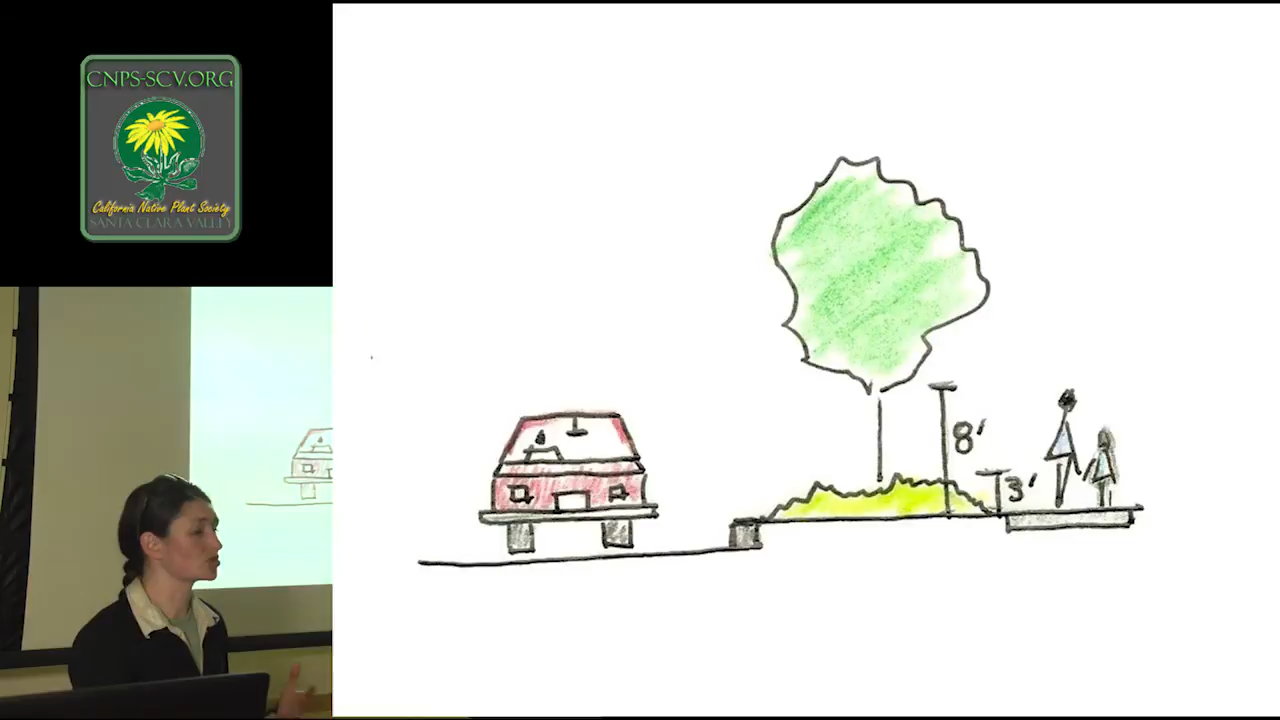 CNPS-SCV.ORG
California Native Plant Society
SANTA CLARA VALLEY
8'
3'